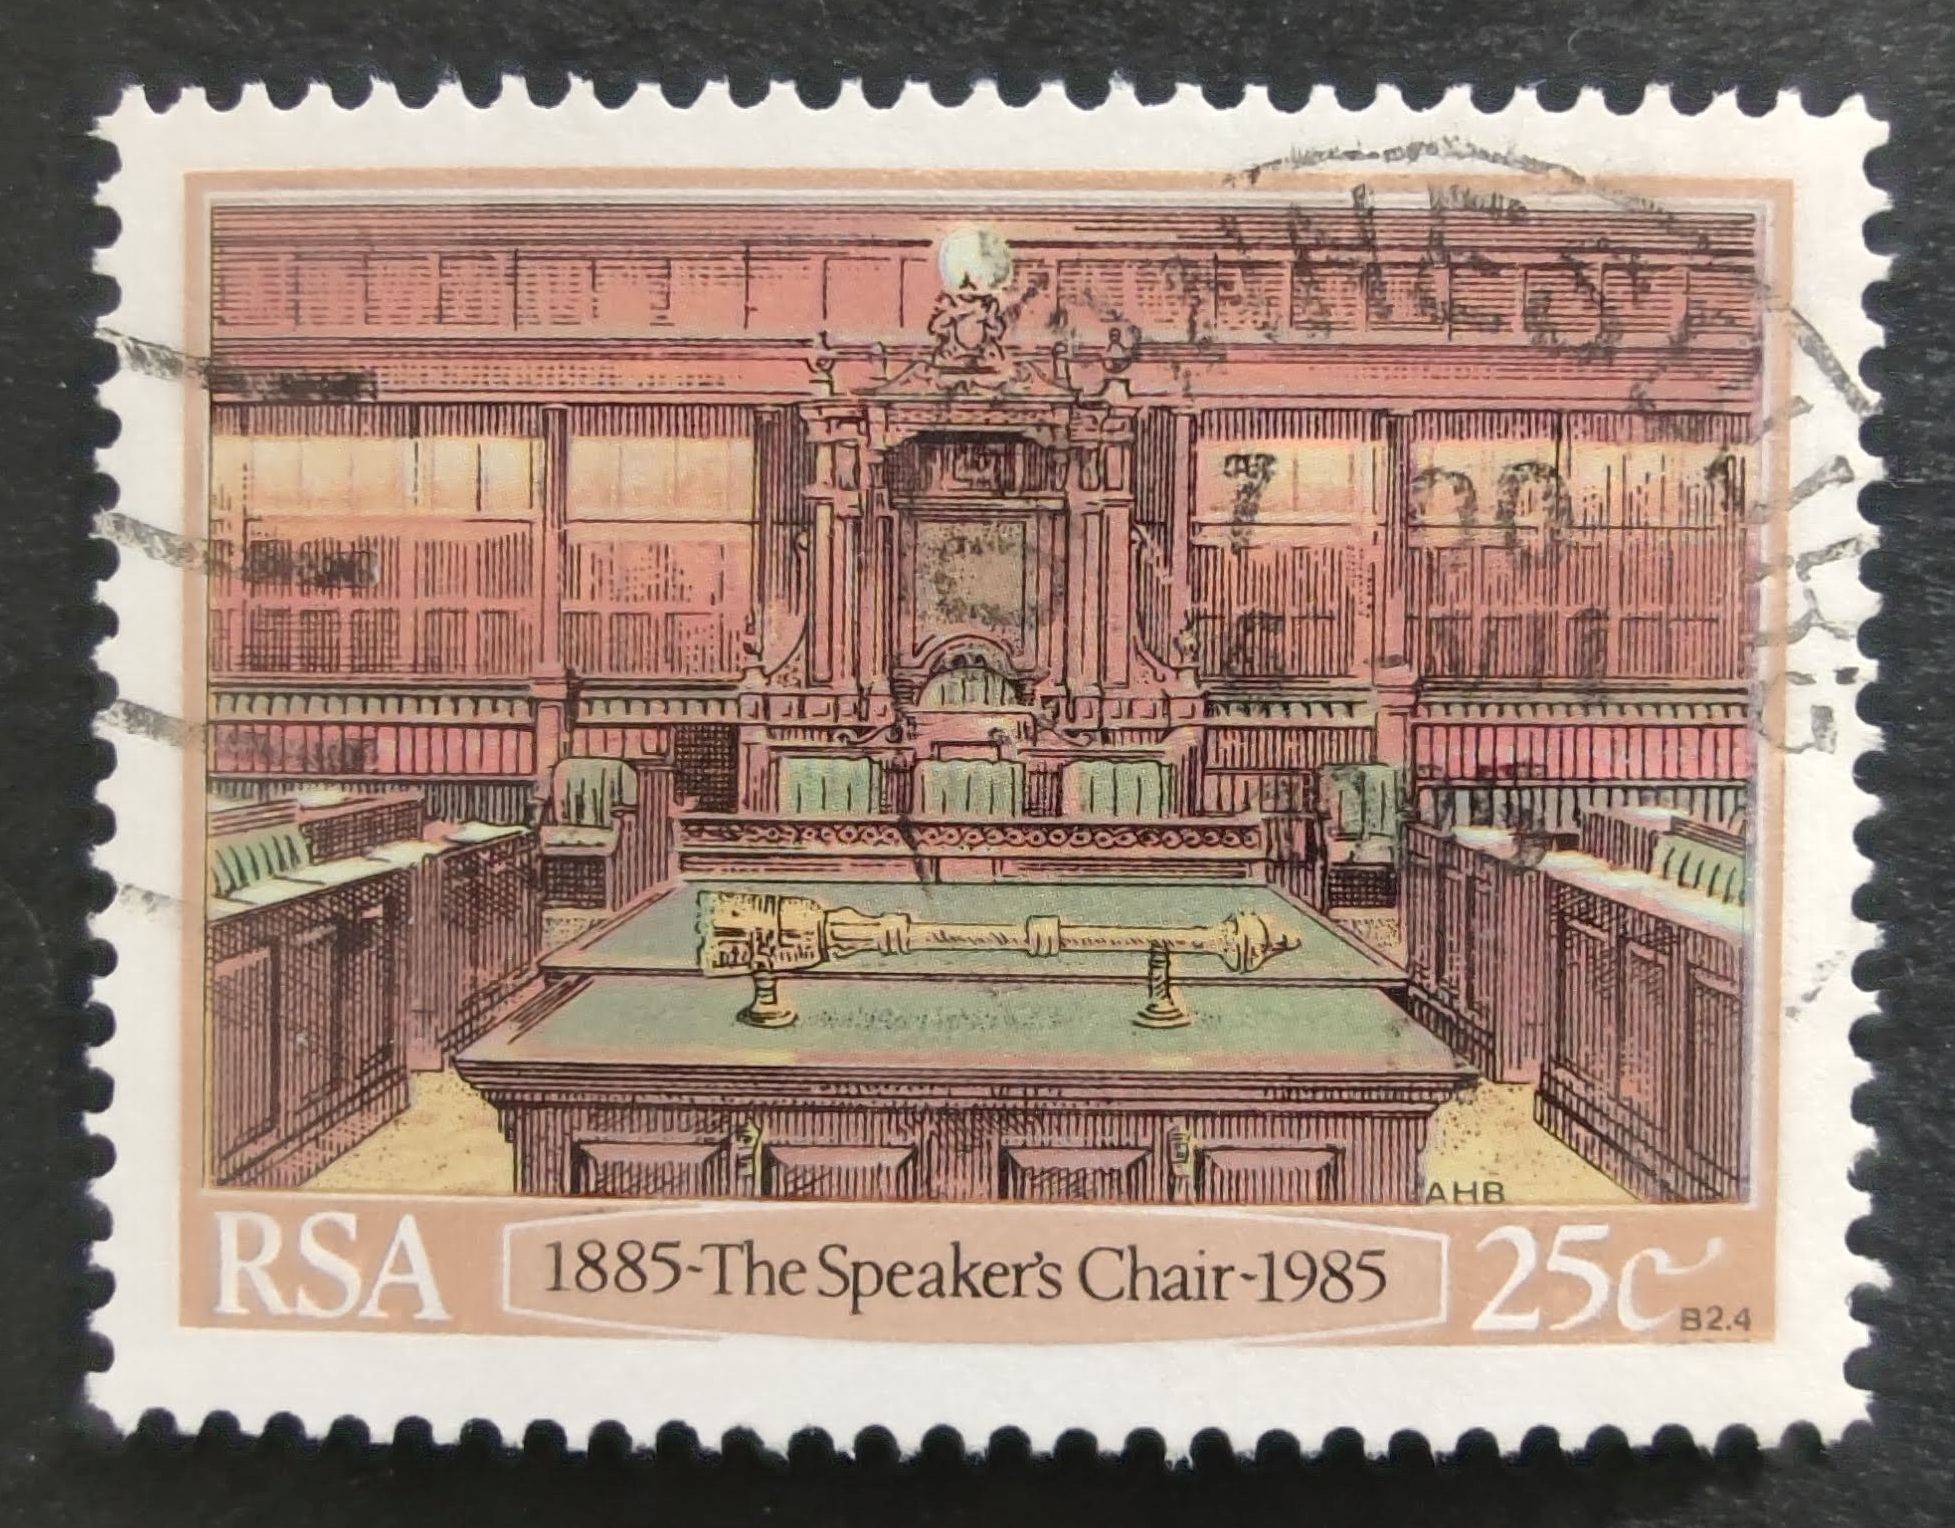 AHB
RSA
1885-The Speaker's Chair-1985
25c
B2.4